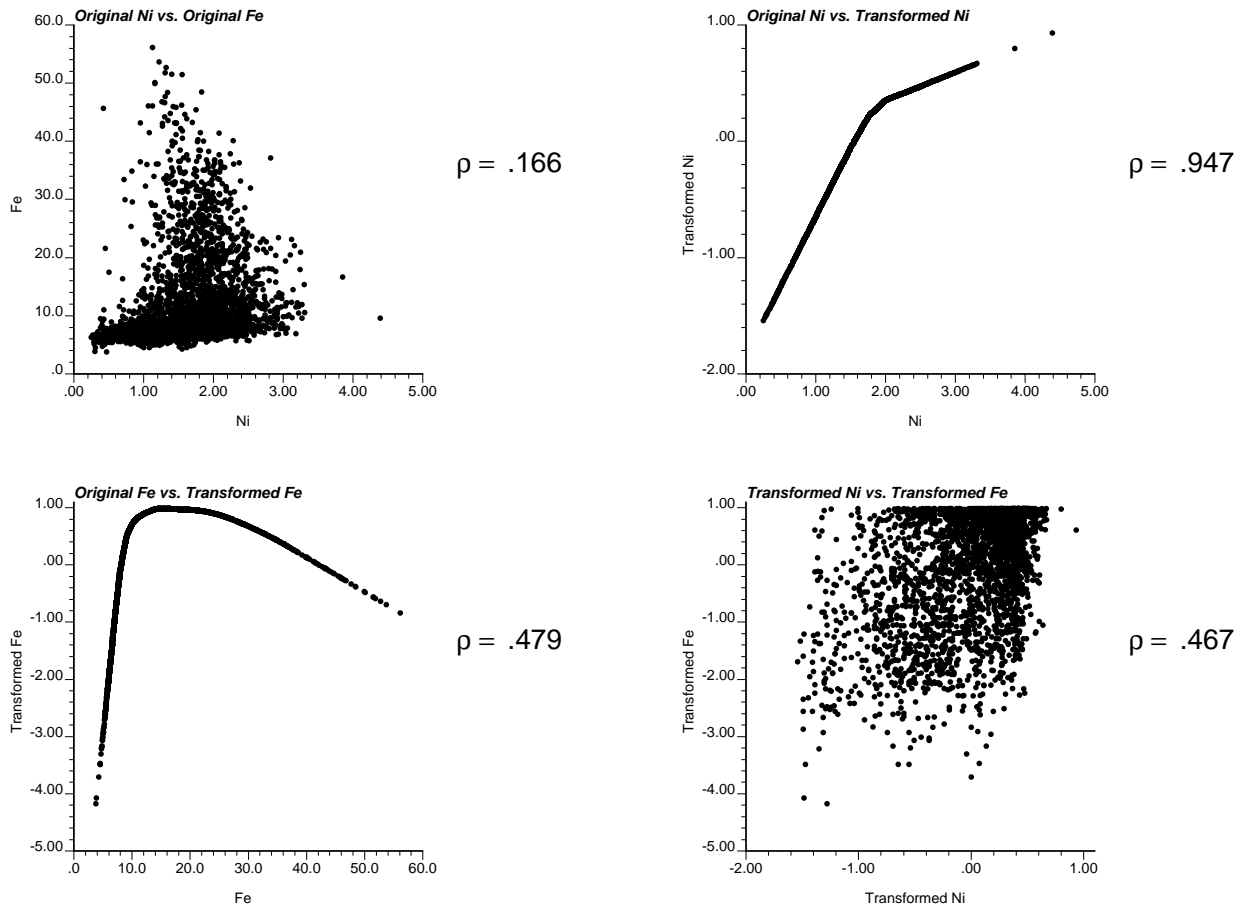 Original Ni vs. Original Fe
Fe
60.0
50.0
40.0
30.0
20.0
10.0
.0
.00 1.00 2.00 3.00 4.00 5.00
Ni
ρ = .166
Original Ni vs. Transformed Ni
Transformed Ni
1.00
.00
-1.00
-2.00
.00 1.00 2.00 3.00 4.00 5.00
Ni
ρ = .947
Original Fe vs. Transformed Fe
Transformed Fe
1.00
.00
-1.00
-2.00
-3.00
-4.00
-5.00
.0 10.0 20.0 30.0 40.0 50.0 60.0
Fe
ρ = .479
Transformed Ni vs. Transformed Fe
Transformed Fe
1.00
.00
-1.00
-2.00
-3.00
-4.00
-5.00
-2.00 -1.00 .00 1.00
Transformed Ni
ρ = .467